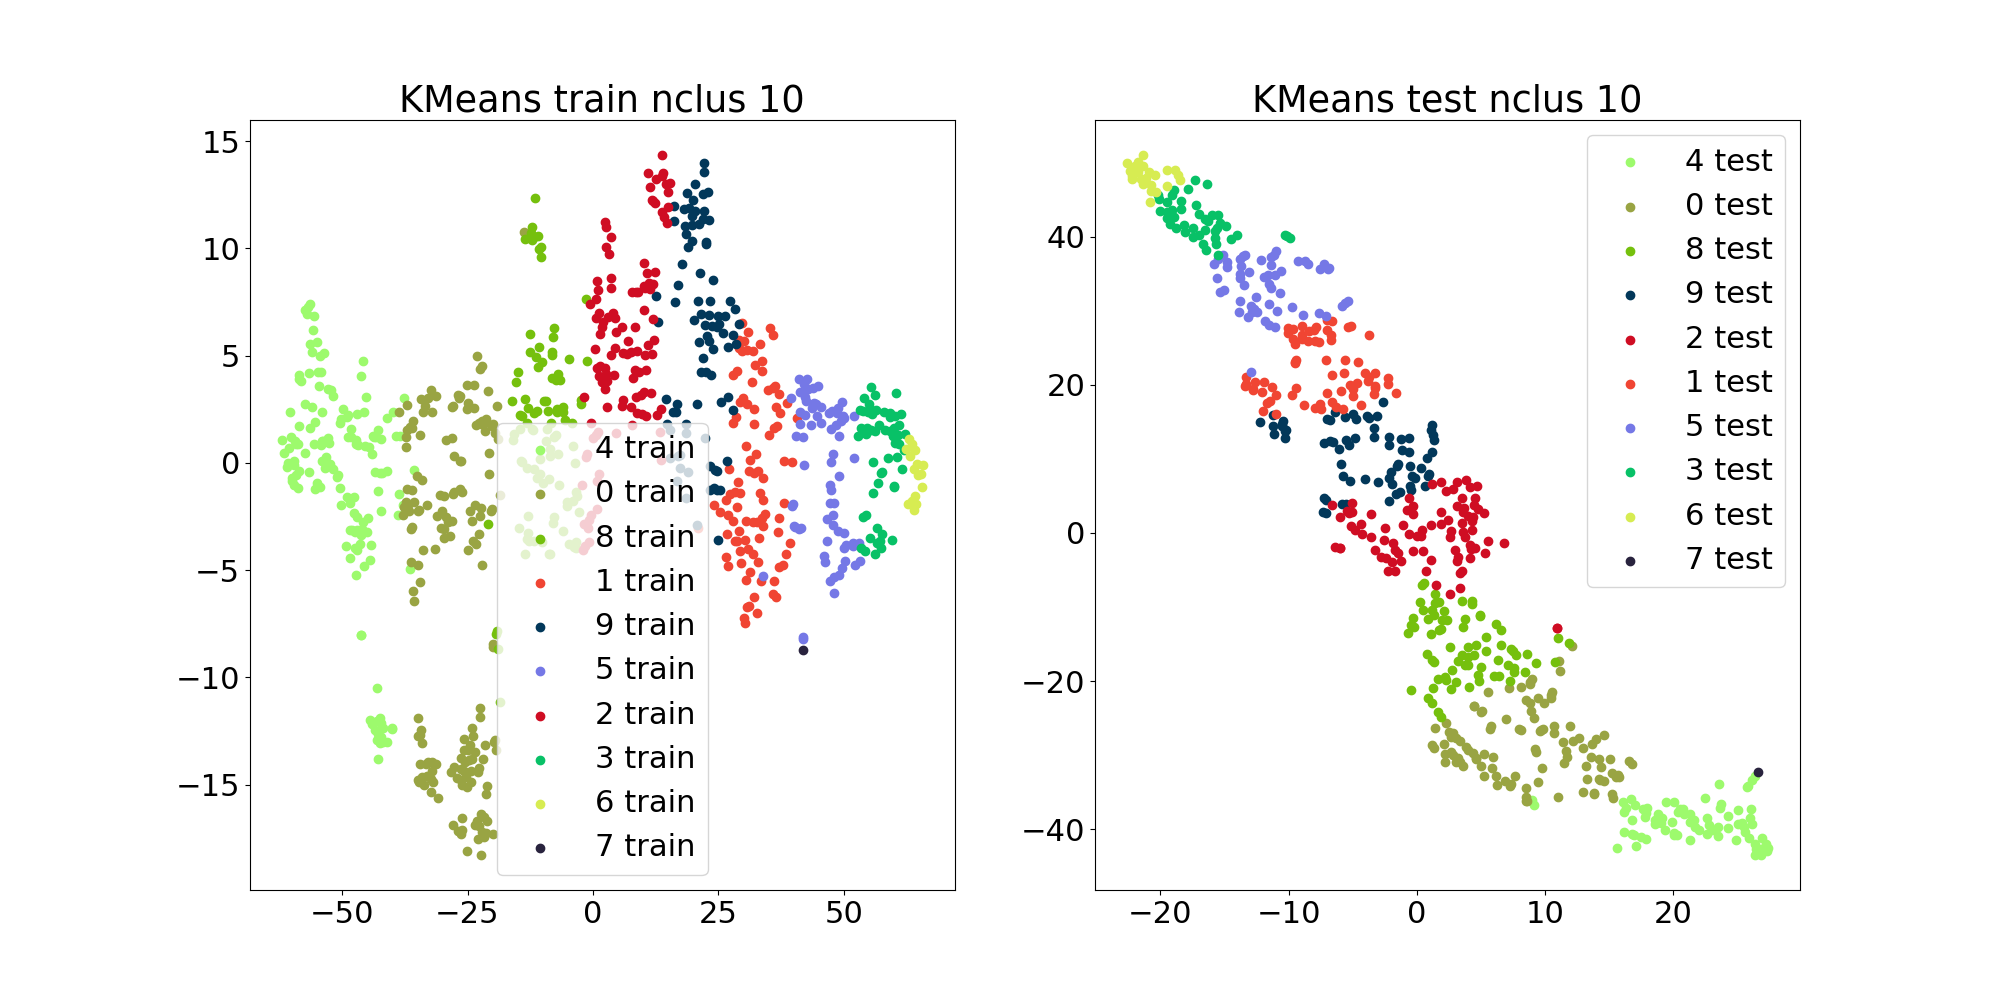 KMeans train nclus 10
15
10
5
0
−5
−10
−15
−50
−25
0
25
50
4 train
0 train
8 train
1 train
9 train
5 train
2 train
3 train
6 train
7 train
KMeans test nclus 10
40
20
0
−20
−40
−20
−10
0
10
20
4 test
0 test
8 test
9 test
2 test
1 test
5 test
3 test
6 test
7 test